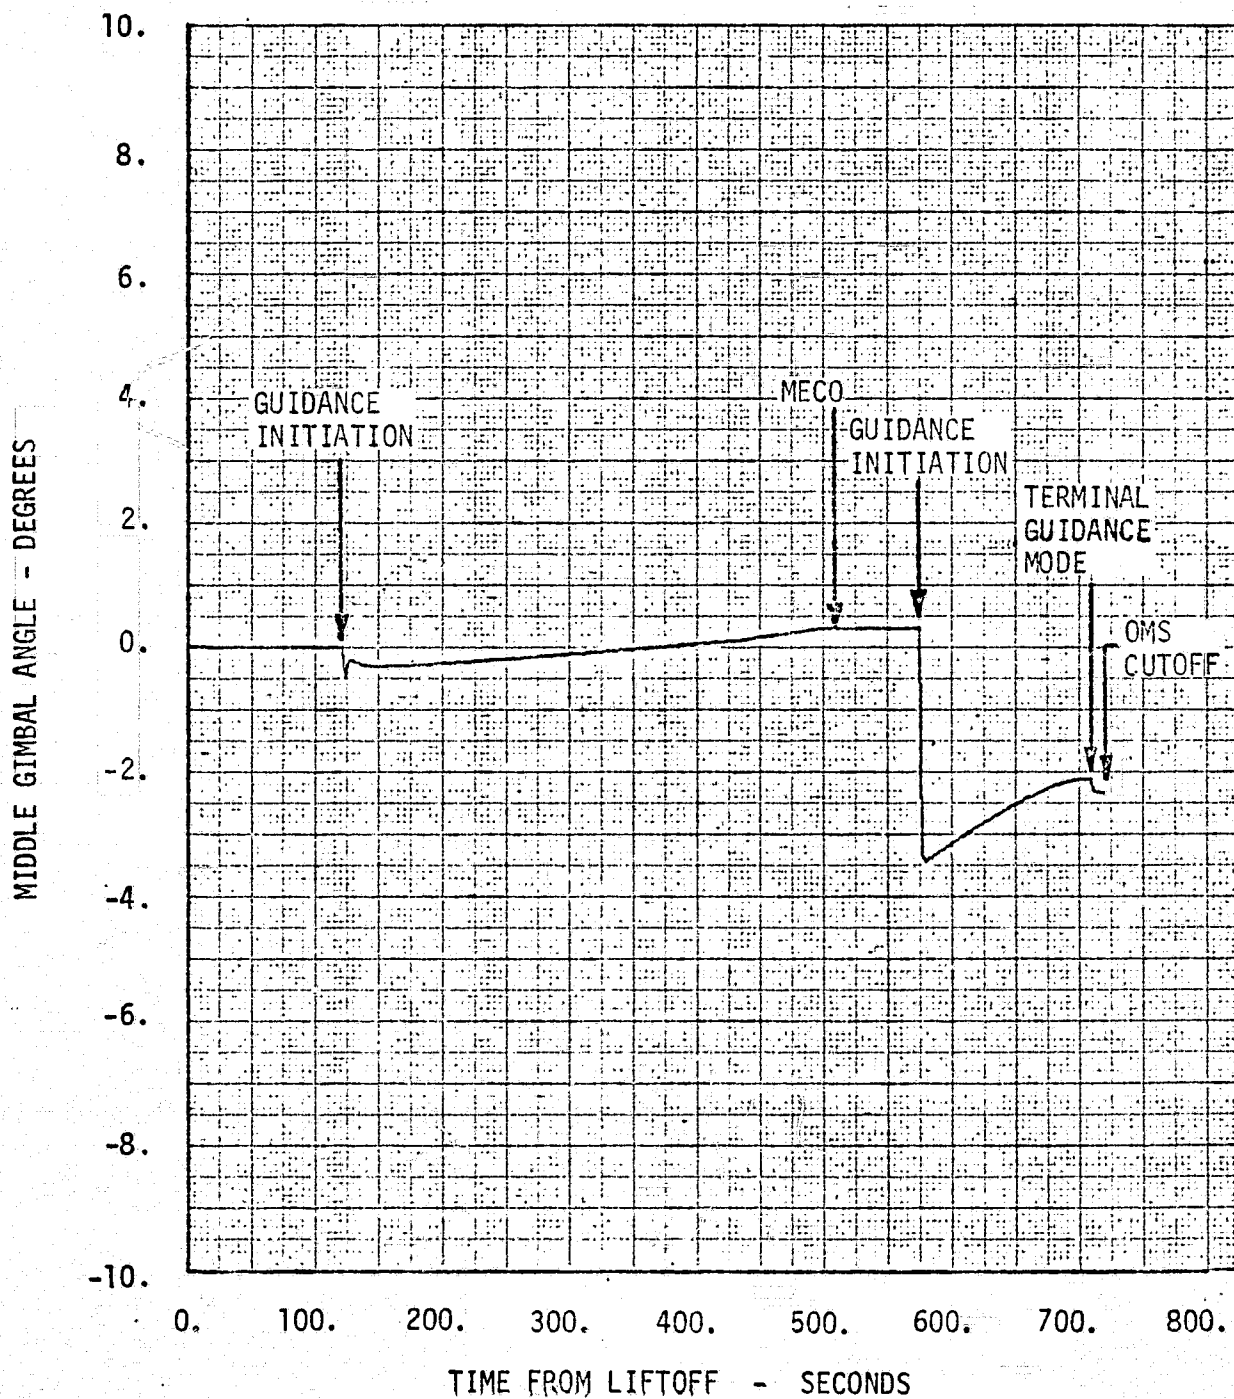 10.
8.
6.
4.
2.
0.
-2.
-4.
-6.
-8.
-10.
MIDDLE GIMBAL ANGLE - DEGREES
GUIDANCE
INITIATION
MECO
GUIDANCE
INITIATION
TERMINAL
GUIDANCE
MODE
OMS
CUTOFF
0. 100. 200. 300. 400. 500. 600. 700. 800.
TIME FROM LIFTOFF - SECONDS